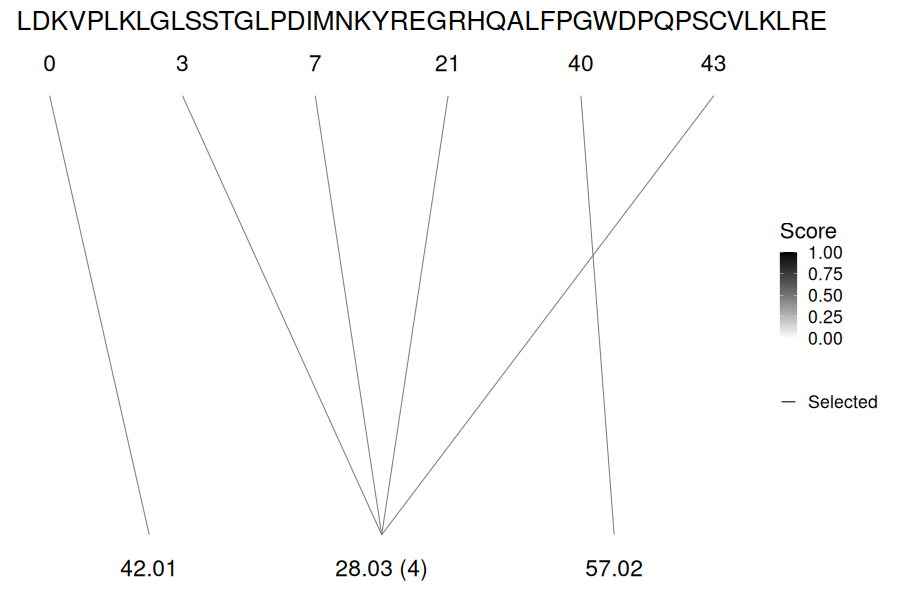 LDKVPLKLGLSSTGLPDIMNKYREGRHQALFPGWDPQPSCVLKLRE
0 3 7 21 40 43
Score
1.00
0.75
0.50
0.25
0.00
Selected
42.01 28.03 (4) 57.02